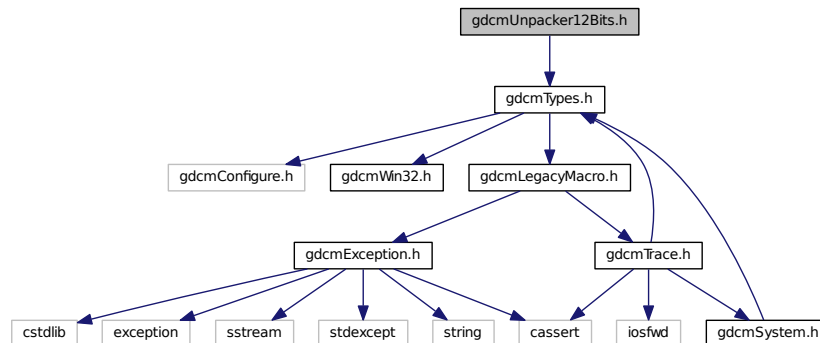 gdcmUnpacker12Bits.h
gdcmTypes.h
gdcmConfigure.h
gdcmWin32.h
gdcmLegacyMacro.h
gdcmException.h
gdcmTrace.h
cstdlib
exception
sstream
stdexcept
string
cassert
iosfwd
gdcmSystem.h